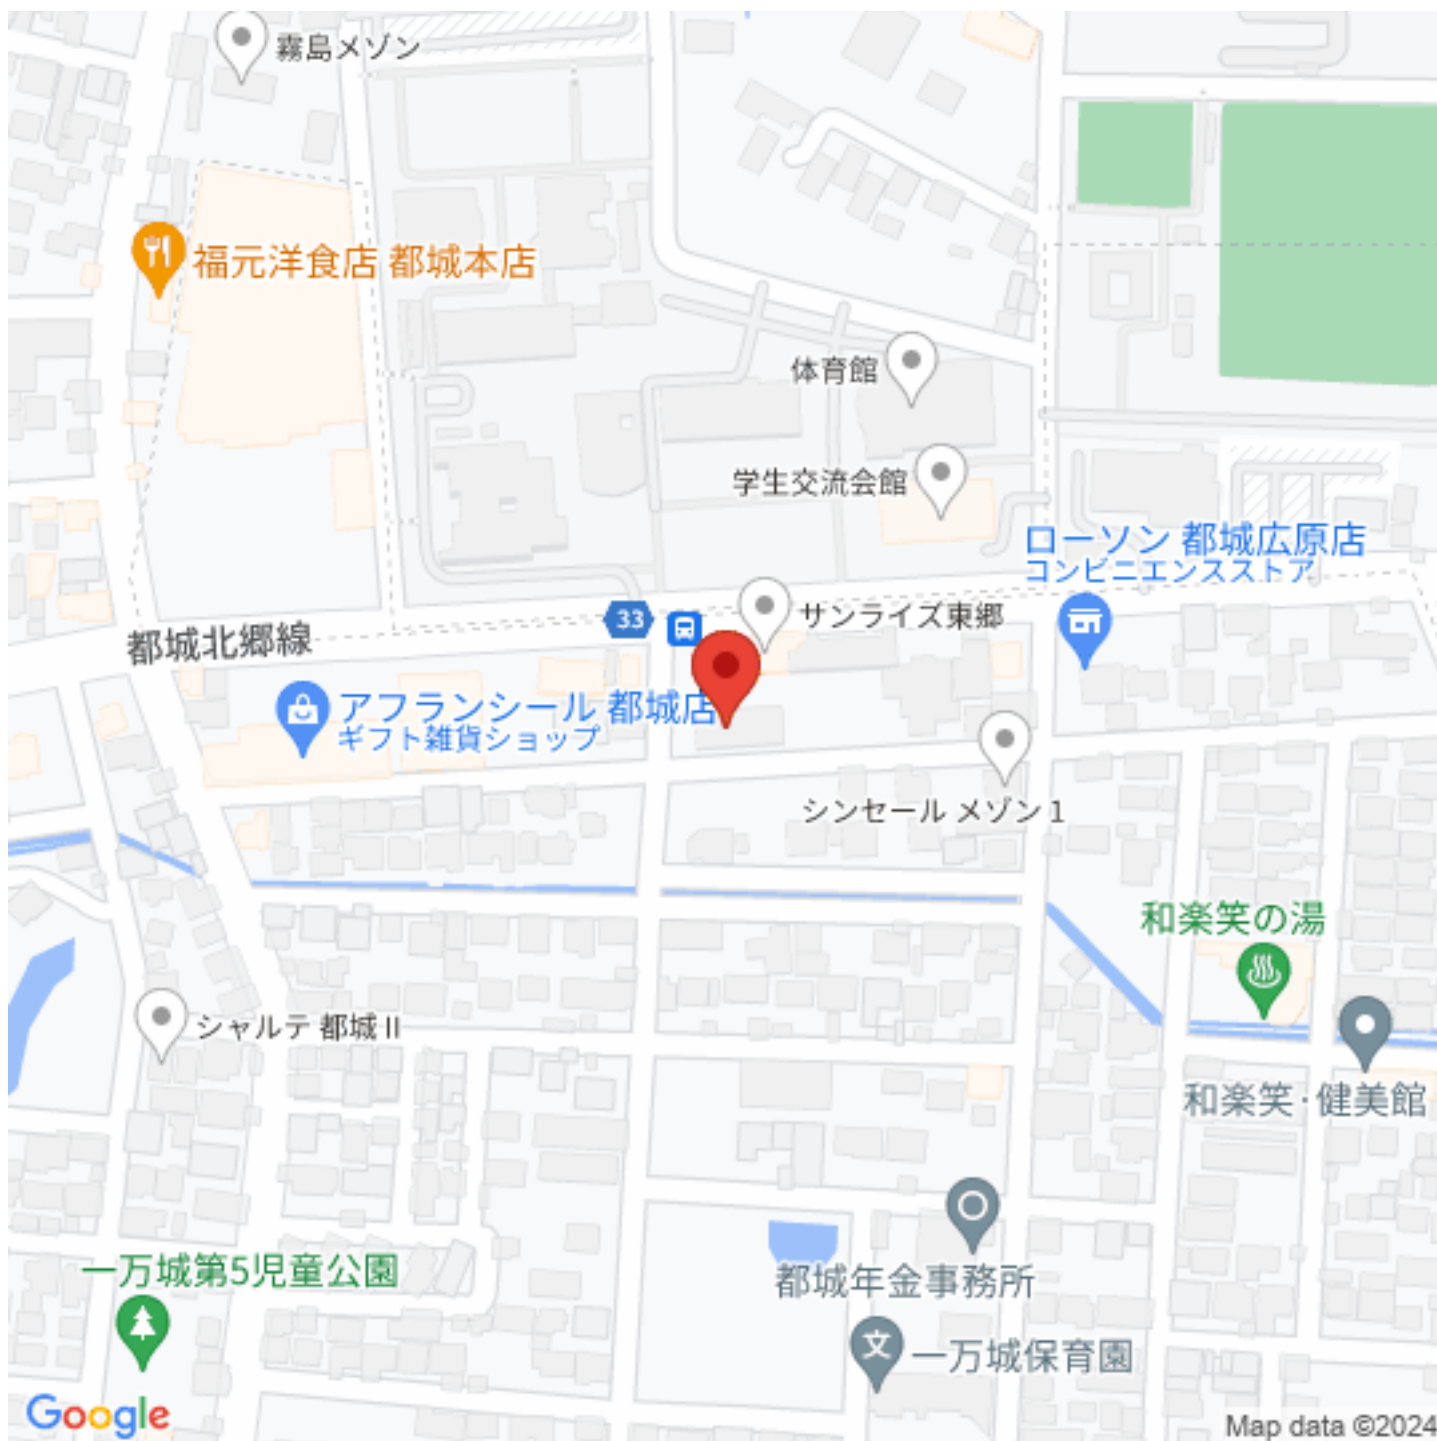 霧島メゾン
福元洋食店 都城本店
体育館
学生交流会館
ローソン 都城広原店
コンビニエンスストア
33
サンライズ東郷
都城北郷線
アフランシール 都城店
ギフト雑貨ショップ
シンセール メゾン 1
和楽笑の湯
シャルテ 都城 II
和楽笑·健美館
一万城第5児童公園
都城年金事務所
文
一万城保育園
Google
Map data ©2024